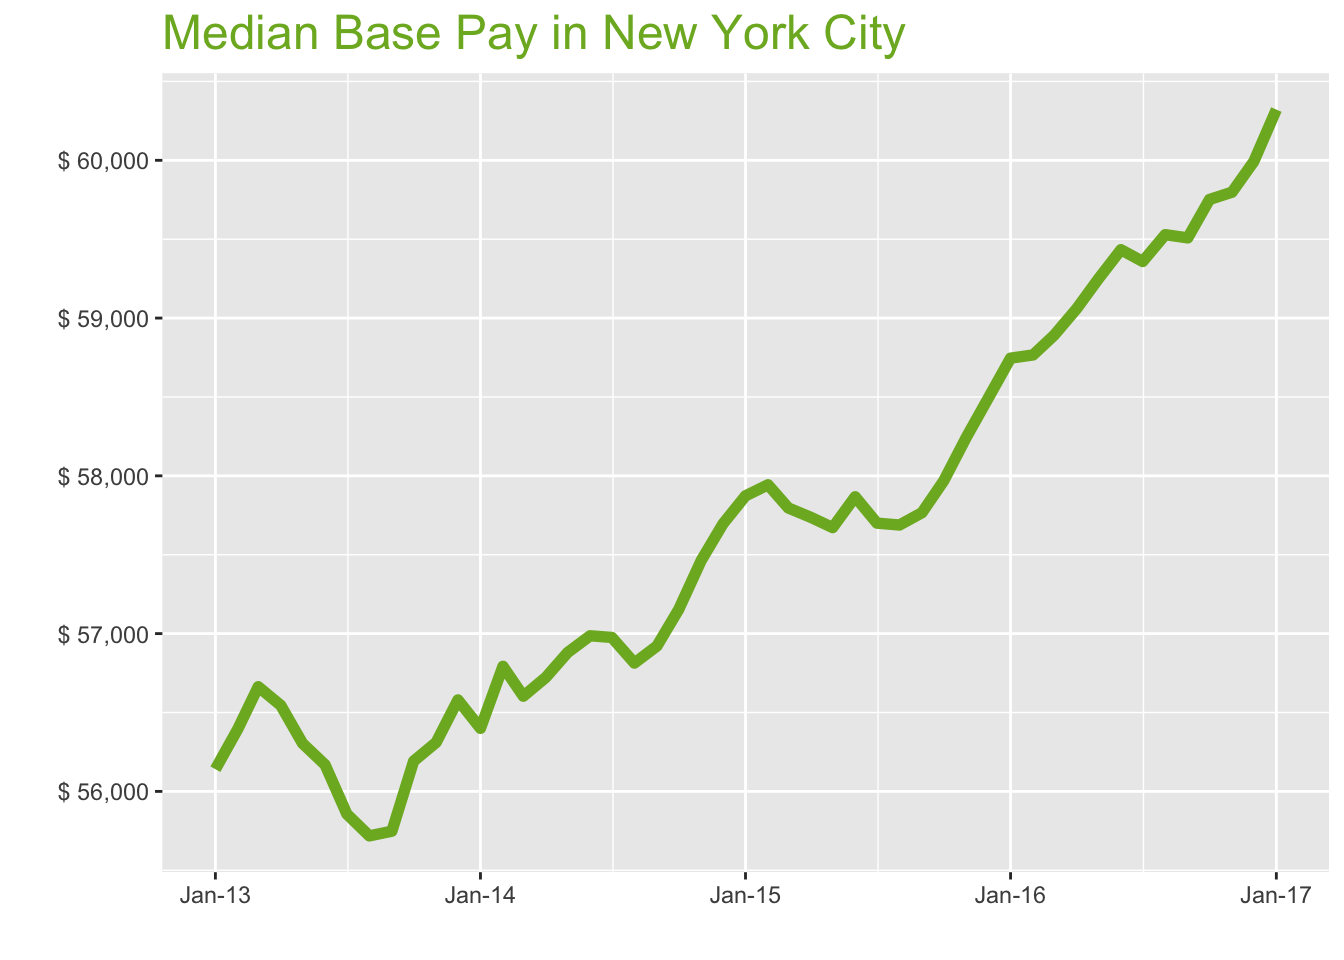 Median Base Pay in New York City
$ 60,000
$ 59,000
$ 58,000
$ 57,000
$ 56,000
Jan-13 Jan-14 Jan-15 Jan-16 Jan-17